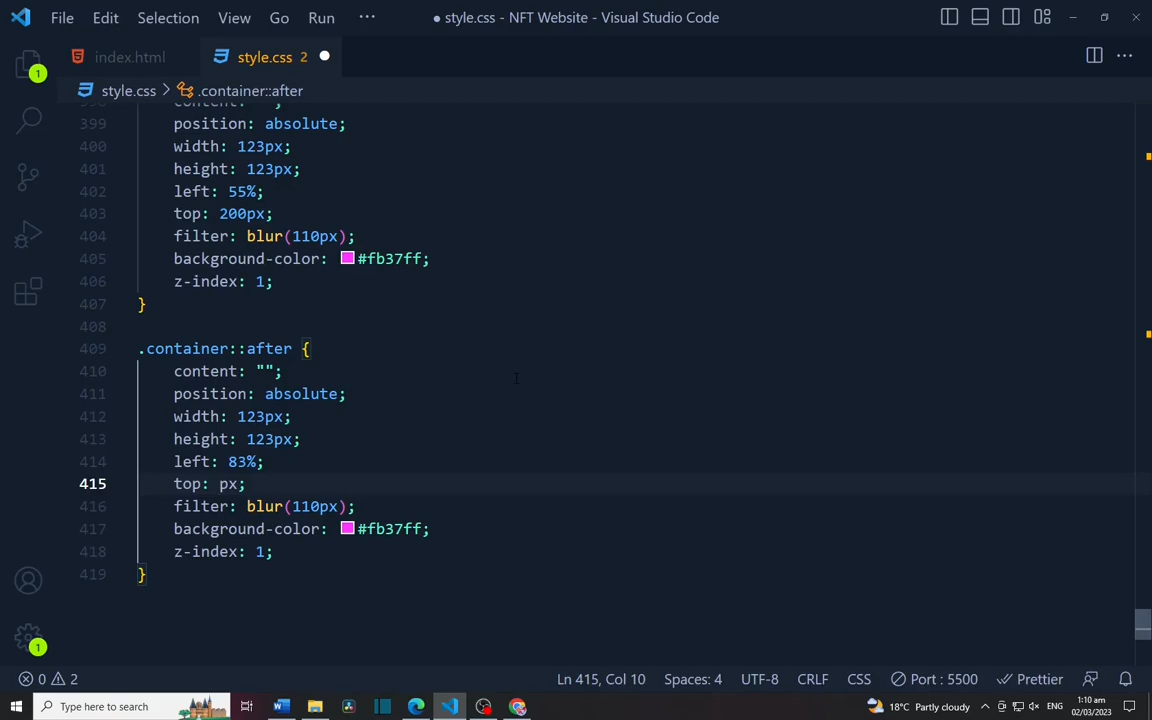 File Edit Selection View Go Run ··· ● style.css - NFT Website - Visual Studio Code
index.html style.css 2
style.css > .container::after
399 position: absolute;
400 width: 123px;
401 height: 123px;
402 left: 55%;
403 top: 200px;
404 filter: blur(110px);
405 background-color: #fb37ff;
406 z-index: 1;
407 }
408
409 .container::after {
410 content: "";
411 position: absolute;
412 width: 123px;
413 height: 123px;
414 left: 83%;
415 top: px;
416 filter: blur(110px);
417 background-color: #fb37ff;
418 z-index: 1;
419 }
1
1
0 2 Ln 415, Col 10 Spaces: 4 UTF-8 CRLF CSS Port : 5500 Prettier
Type here to search 18°C Partly cloudy ENG 1:10 am
02/03/2023